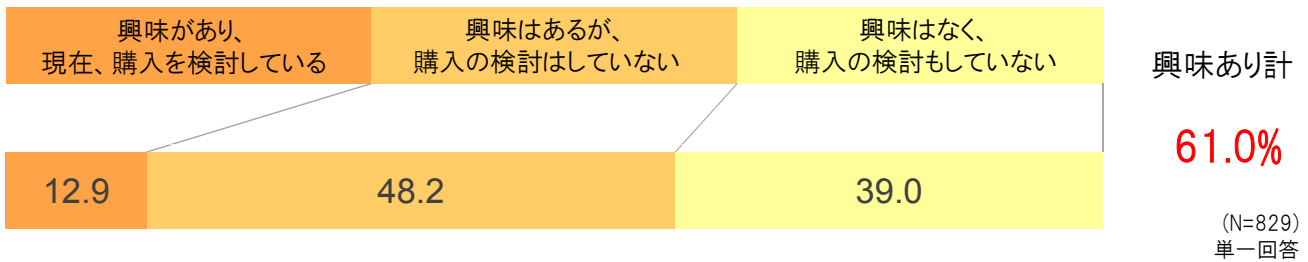 興味があり、
現在、購入を検討している
興味はあるが、
購入の検討はしていない
興味はなく、
購入の検討もしていない
興味あり計
12.9
48.2
39.0
61.0%
(N=829)
単一回答